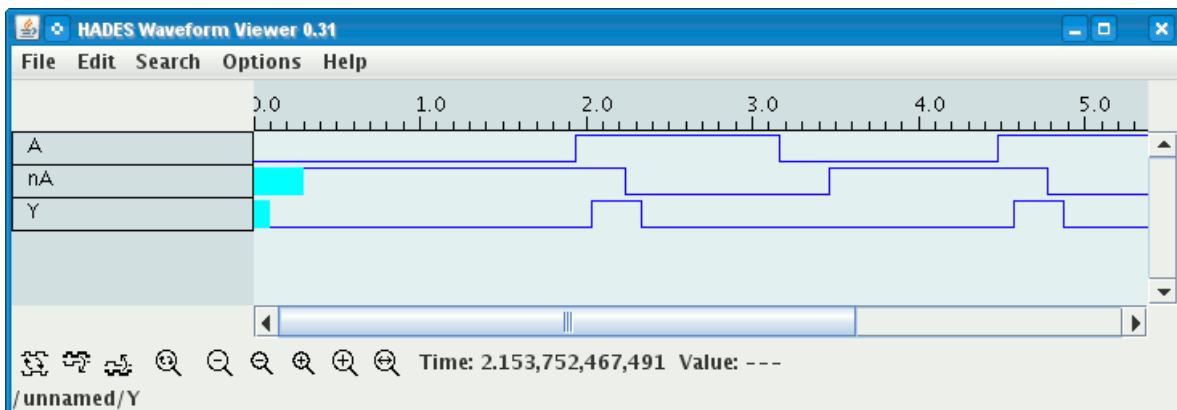 HADES Waveform Viewer 0.31
File Edit Search Options Help
0.0 1.0 2.0 3.0 4.0 5.0
A
nA
Y
Time: 2.153,752,467,491 Value: ---
/unnamed/Y